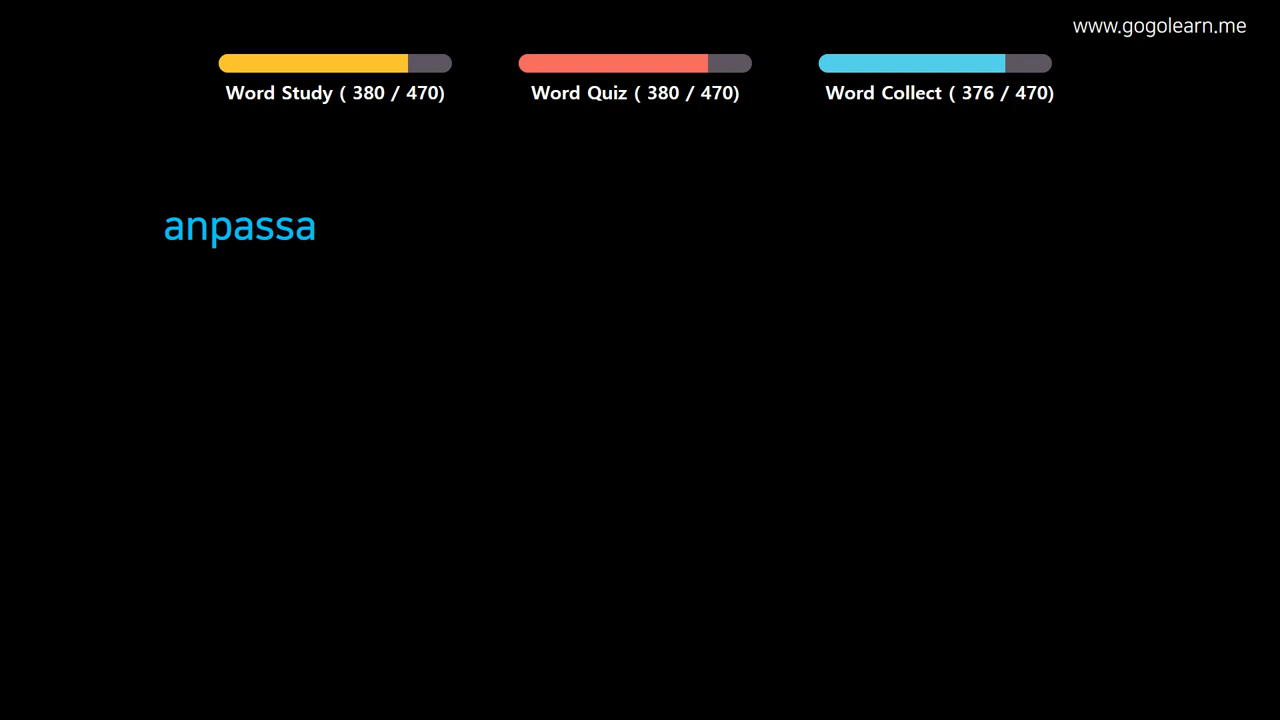 www.gogolearn.me
Word Study ( 380 / 470)
Word Quiz ( 380 / 470)
Word Collect ( 376 / 470)
anpassa